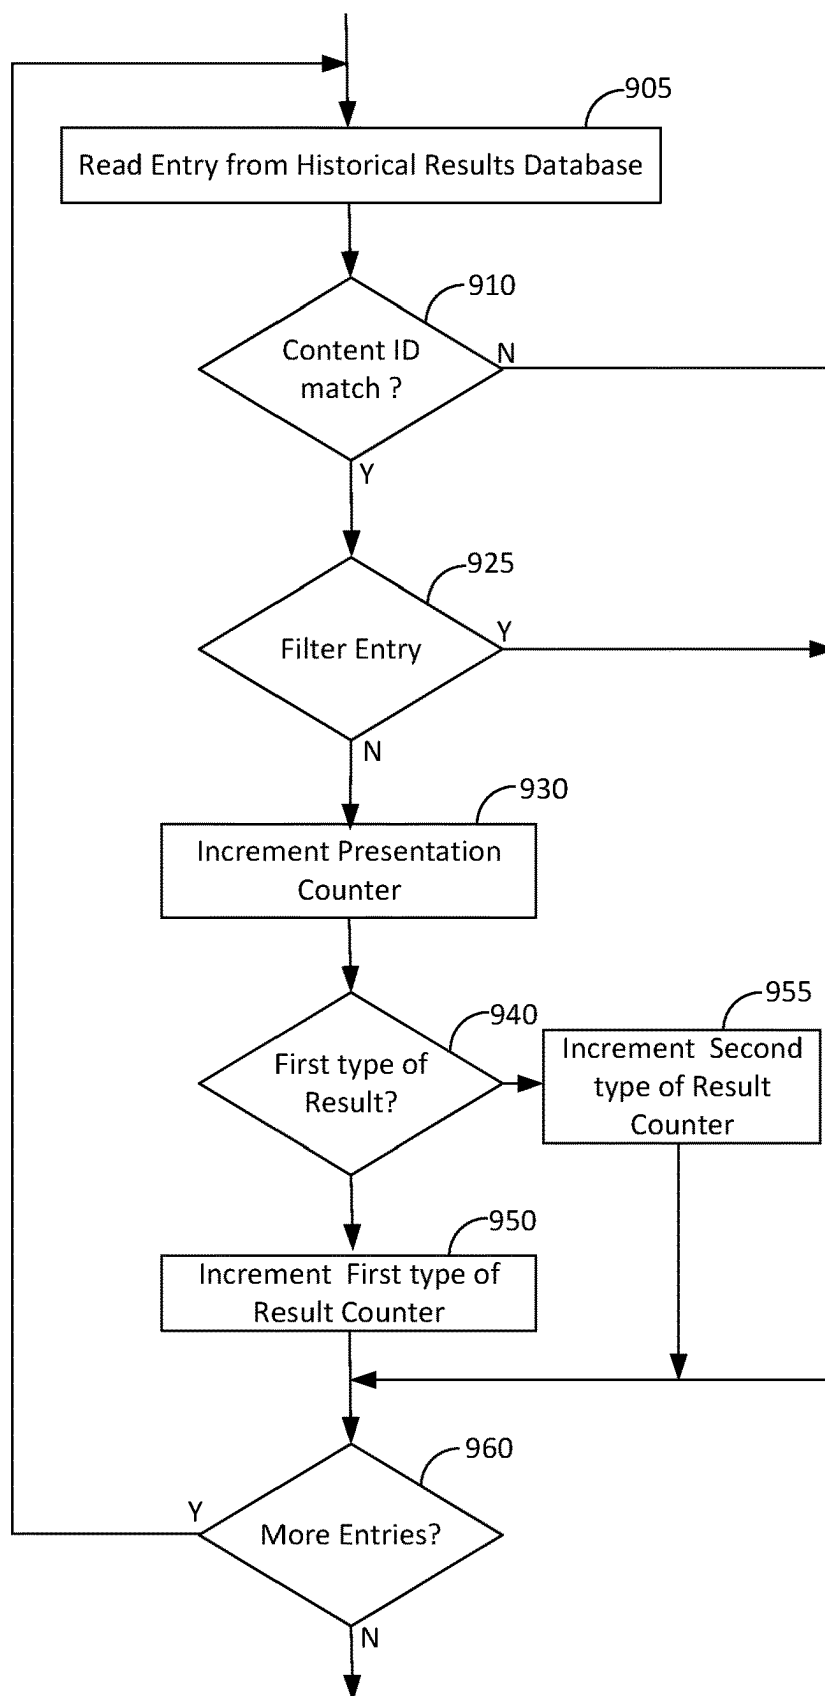 905
Read Entry from Historical Results Database
910
Content ID
match ?
N
Y
925
Filter Entry
Y
N
930
Increment Presentation
Counter
940
First type of
Result?
955
Increment Second
type of Result
Counter
950
Increment First type of
Result Counter
960
Y
More Entries?
N